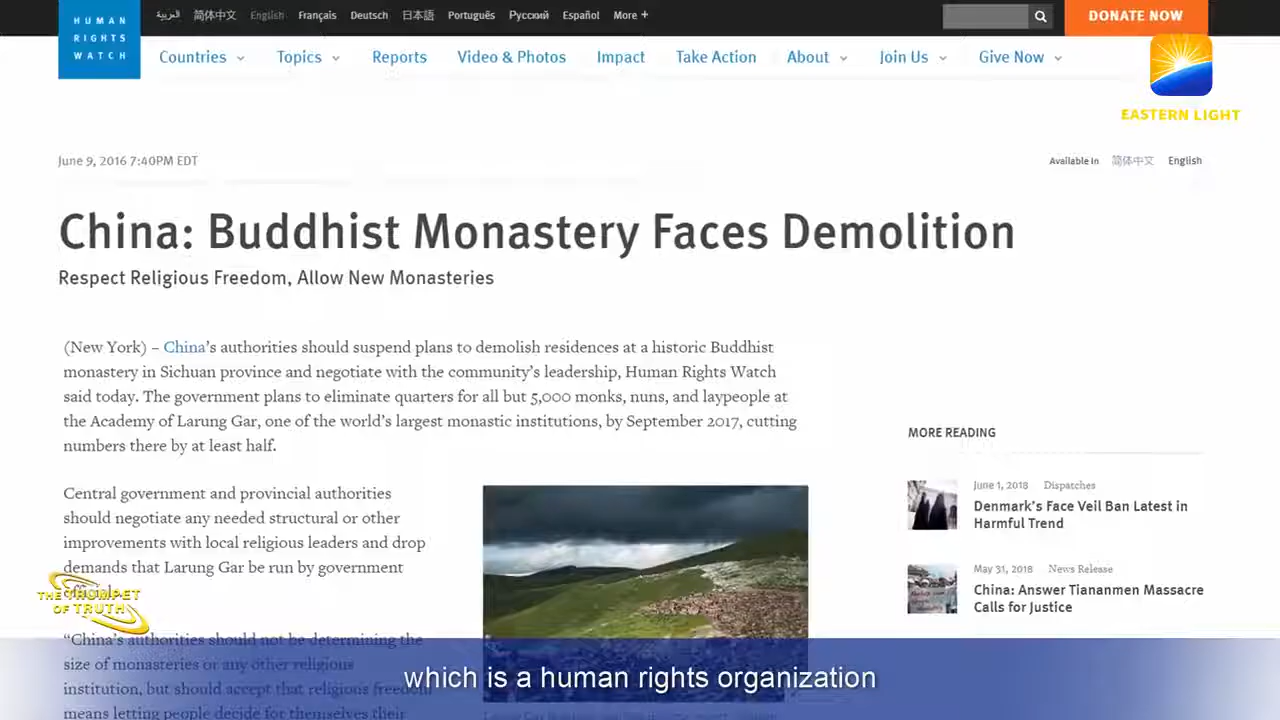 HUMAN
RIGHTS
WATCH
العربية 简体中文 English Français Deutsch 日本語 Português Русский Español More +
DONATE NOW
Countries Topics Reports Video & Photos Impact Take Action About Join Us Give Now
EASTERN LIGHT
June 9, 2016 7:40PM EDT
Available In 简体中文 English
China: Buddhist Monastery Faces Demolition
Respect Religious Freedom, Allow New Monasteries
(New York) – China's authorities should suspend plans to demolish residences at a historic Buddhist
monastery in Sichuan province and negotiate with the community's leadership, Human Rights Watch
said today. The government plans to eliminate quarters for all but 5,000 monks, nuns, and laypeople at
the Academy of Larung Gar, one of the world's largest monastic institutions, by September 2017, cutting
numbers there by at least half.
Central government and provincial authorities
should negotiate any needed structural or other
improvements with local religious leaders and drop
demands that Larung Gar be run by government
"China's authorities should not be determining the
size of monasteries or any other religious
institution, but should accept that religious freedom
means letting people decide for themselves their
MORE READING
June 1, 2018 Dispatches
Denmark's Face Veil Ban Latest in
Harmful Trend
May 31, 2018 News Release
China: Answer Tiananmen Massacre
Calls for Justice
THE TRUMPET
OF TRUTH
which is a human rights organization